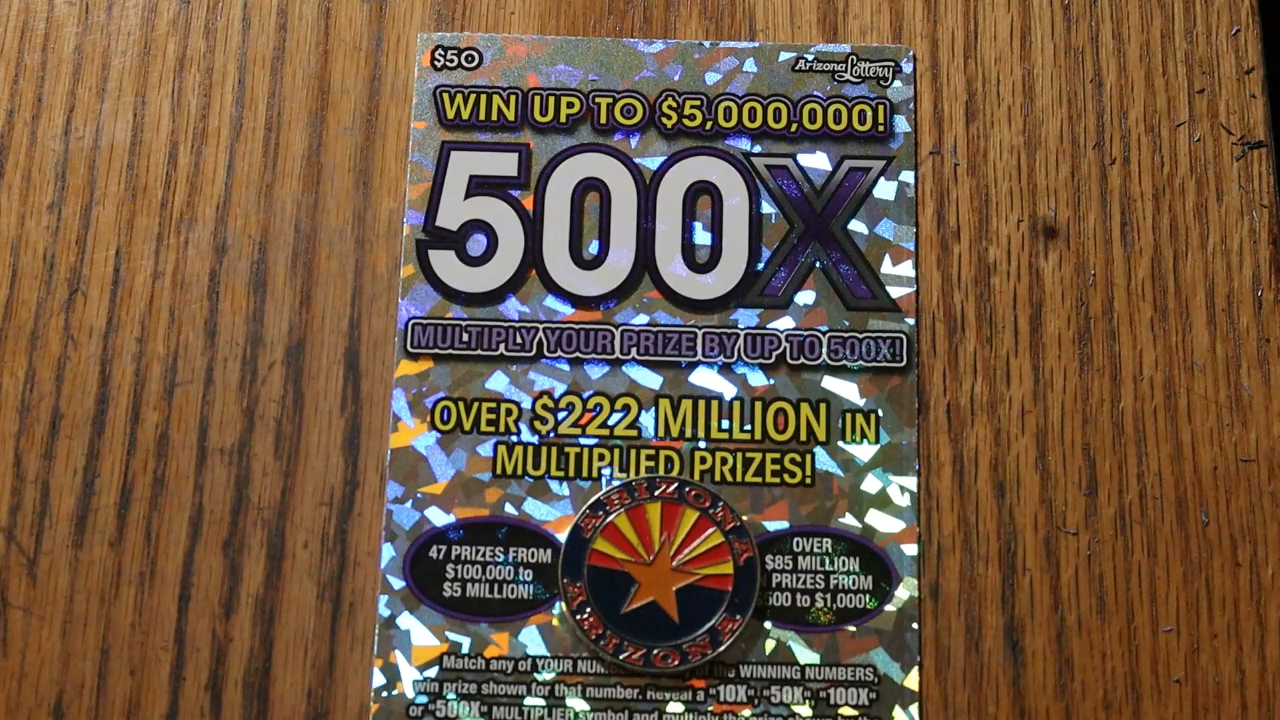 $50
Arizona Lottery
WIN UP TO $5,000,000!
500X
MULTIPLY YOUR PRIZE BY UP TO 500X!
OVER $222 MILLION IN
MULTIPLIED PRIZES!
47 PRIZES FROM
$100,000 to
$5 MILLION!
ARIZONA
ARIZONA
OVER
$85 MILLION
PRIZES FROM
to $1,000!
Match any of YOUR WINNING NUMBERS,
win prize shown for that number. Reveal a "10X", "50X", "100X"
or "500X" MULTIPLIER symbol and multiply the prize shown by the